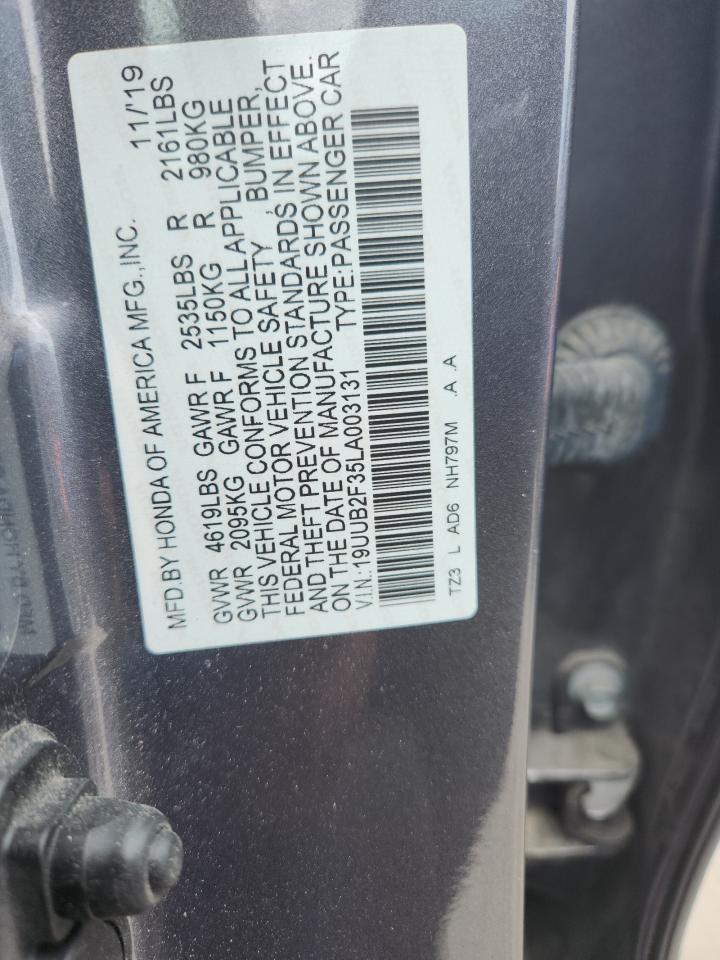 MFD.BY HONDA OF AMERICA MFG.,INC. 11/'19
GVWR 4619LBS GAWR F 2535LBS R 2161LBS
GVWR 2095KG GAWR F 1150KG R 980KG
THIS VEHICLE CONFORMS TO ALL APPLICABLE
FEDERAL MOTOR VEHICLE SAFETY , BUMPER,
AND THEFT PREVENTION STANDARDS IN EFFECT
ON THE DATE OF MANUFACTURE SHOWN ABOVE.
V.I.N.:19UUB2F35LA003131 TYPE:PASSENGER CAR
TZ3 L AD6 NH797M .A .A